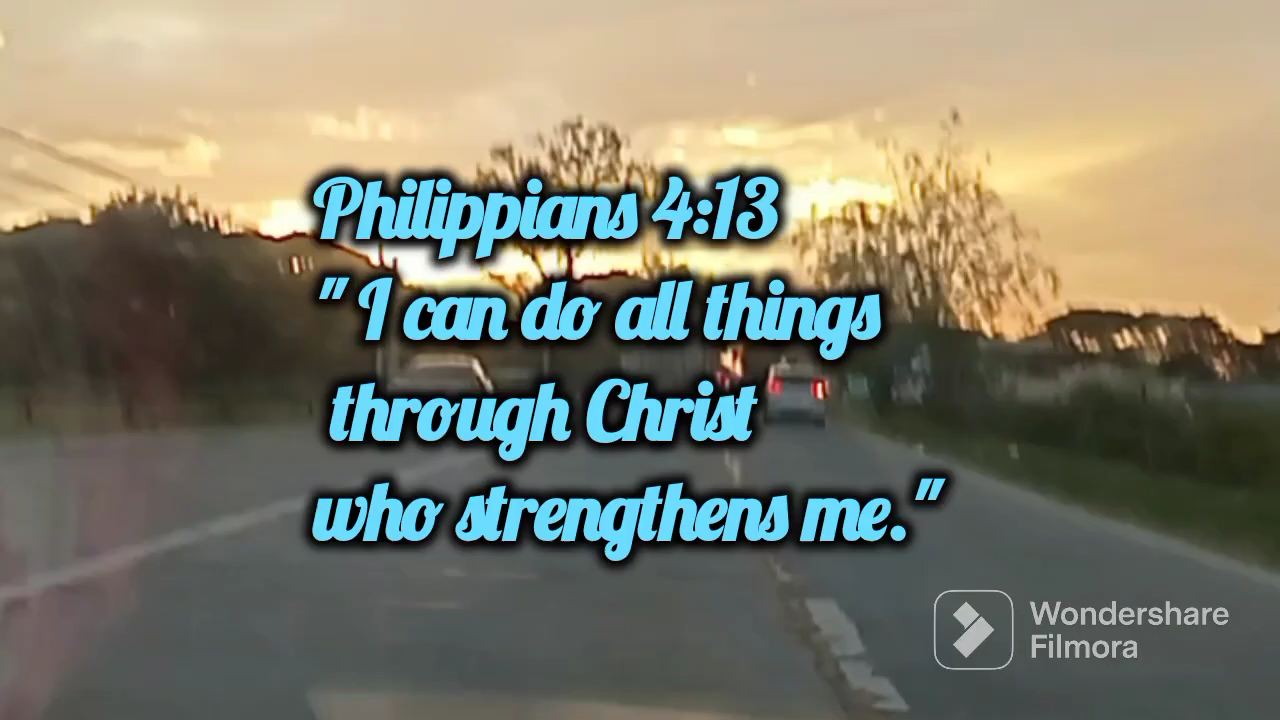 Philippians 4:13
" I can do all things
through Christ
who strengthens me."
Wondershare
Filmora